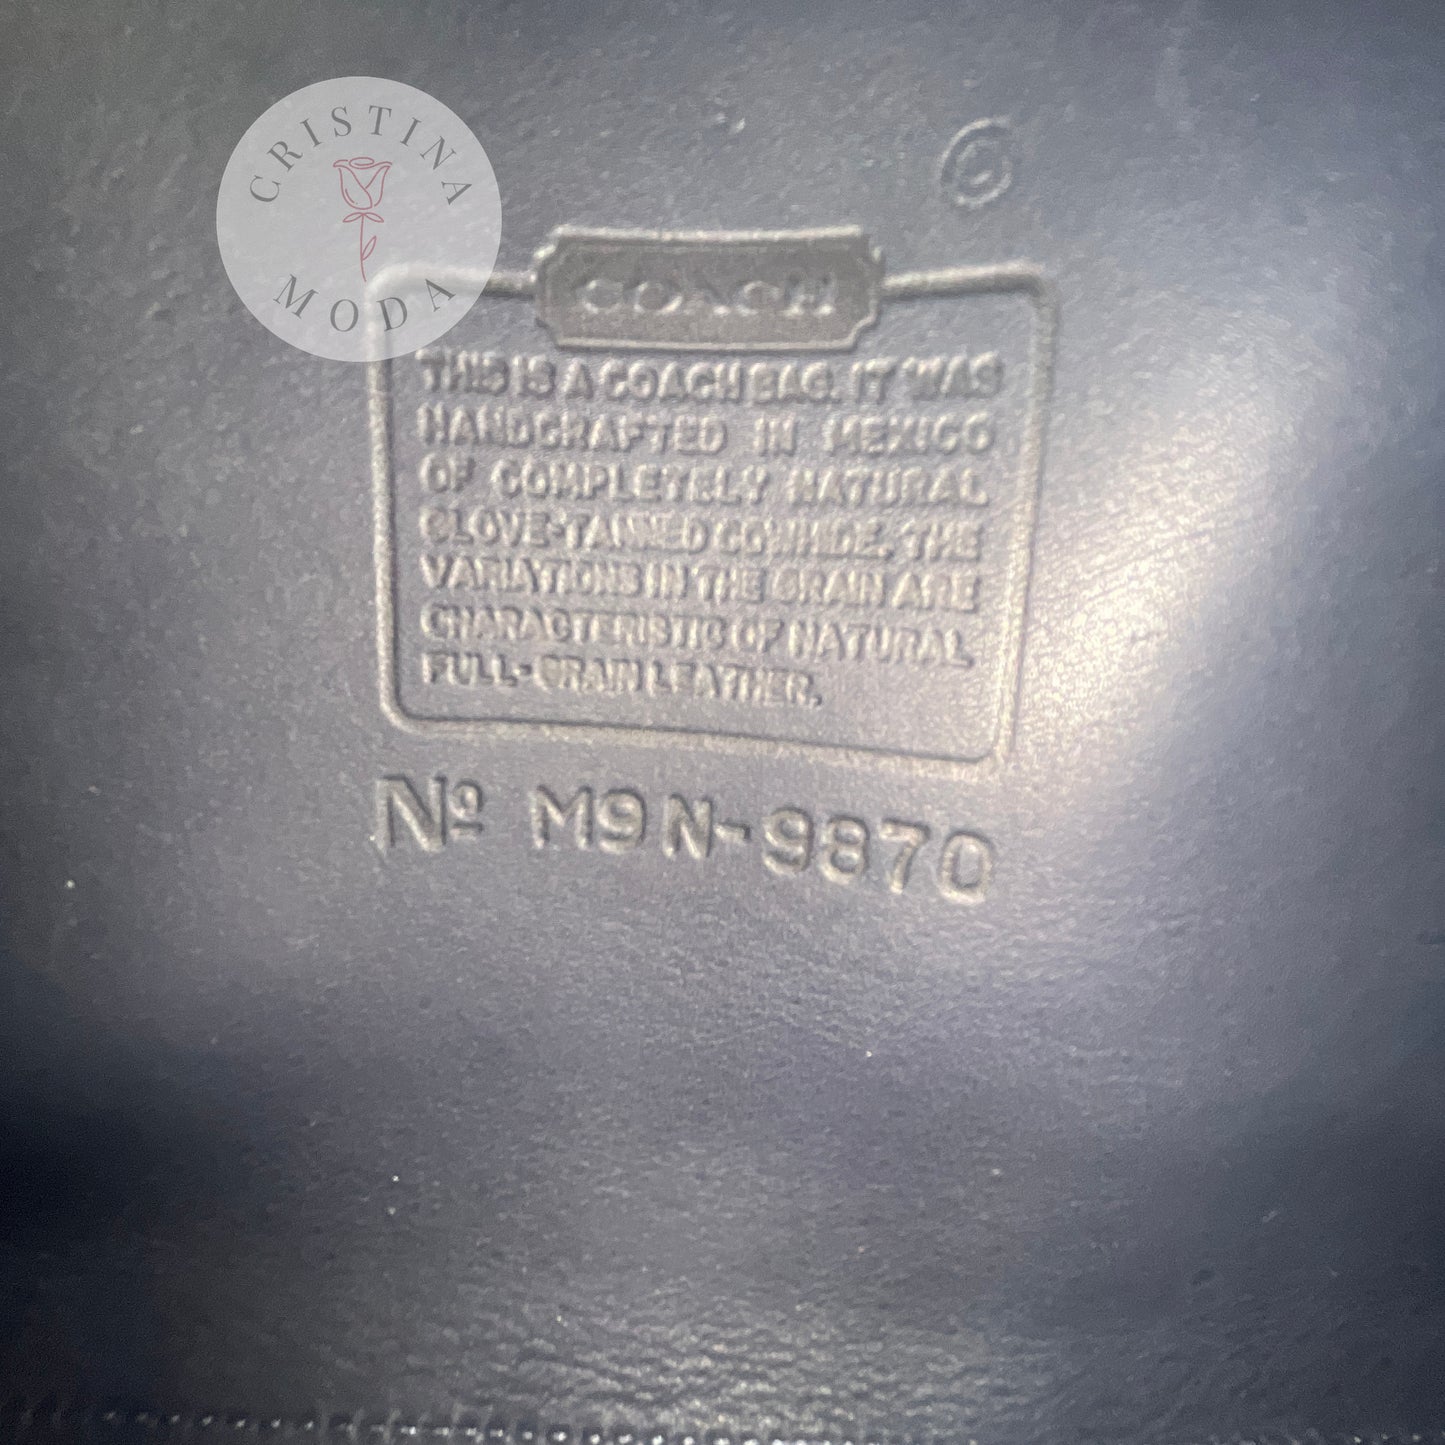 CRISTINA
MODA
6
COACH
THIS IS A COACH BAG. IT WAS
HANDCRAFTED IN MEXICO
OF COMPLETELY NATURAL
GLOVE-TANNED COWHIDE. THE
VARIATIONS IN THE GRAIN ARE
CHARACTERISTIC OF NATURAL
FULL-GRAIN LEATHER.
Nº M9N-9870